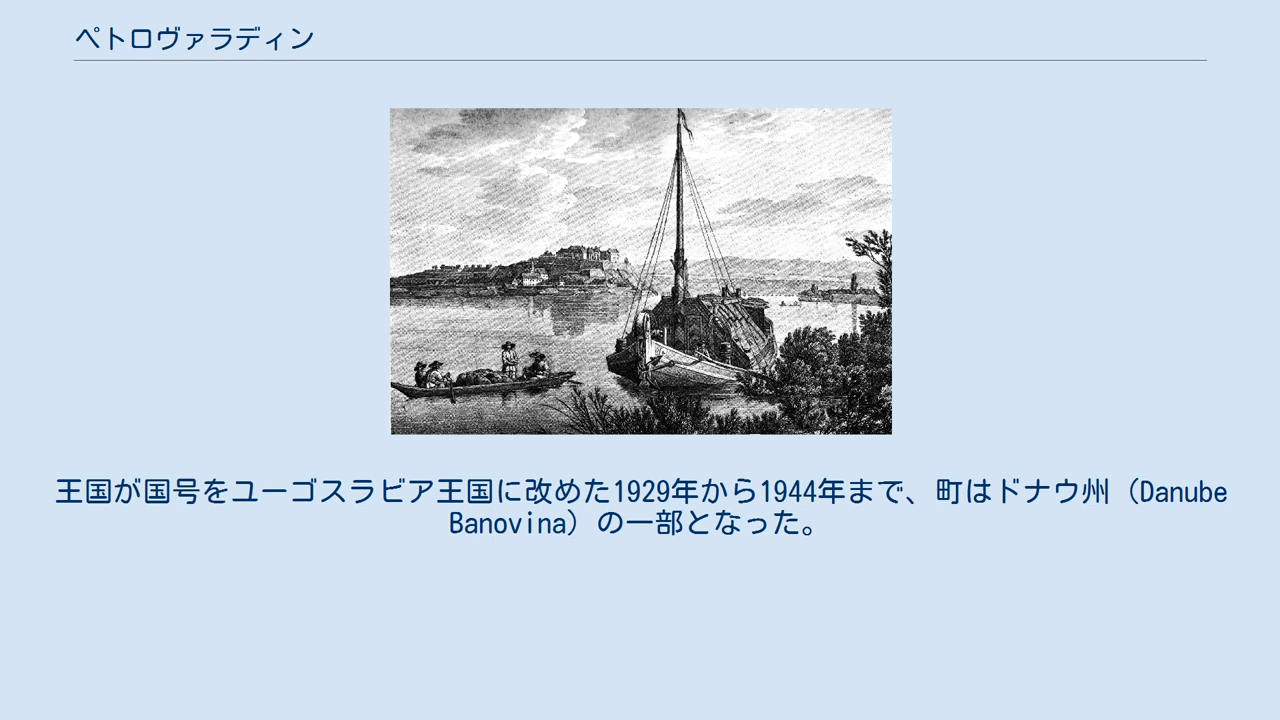 ペトロヴァラディン
王国が国号をユーゴスラビア王国に改めた1929年から1944年まで、町はドナウ州（Danube
Banovina）の一部となった。